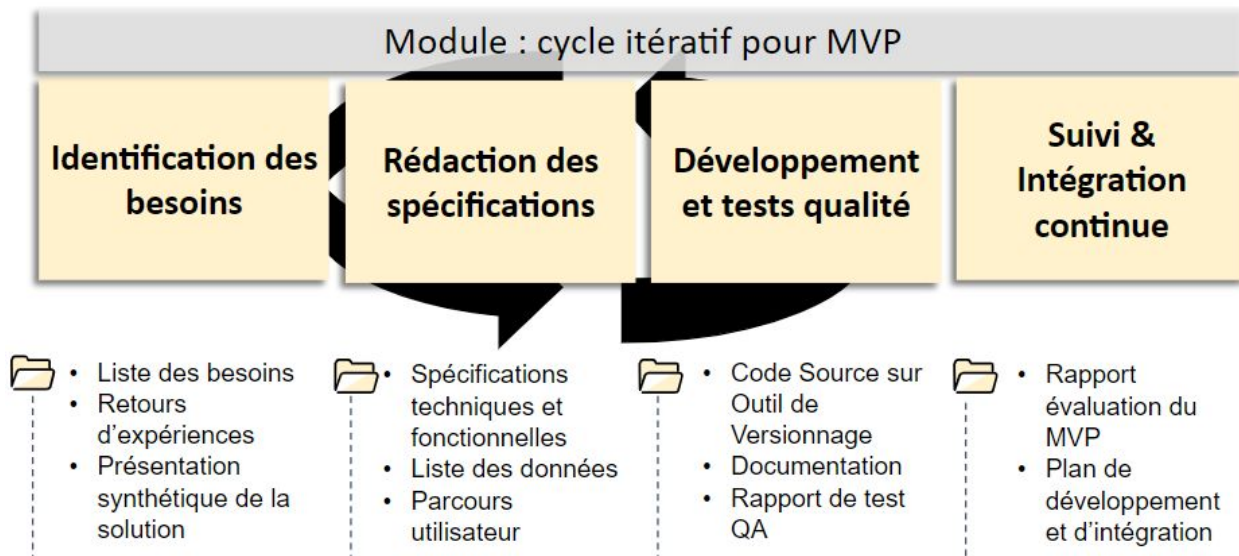 Module : cycle itératif pour MVP
Identification des
besoins
Rédaction des
spécifications
Développement
et tests qualité
Suivi &
Intégration
continue
• Liste des besoins
• Retours
d’expériences
• Présentation
synthétique de la
solution
• Spécifications
techniques et
fonctionnelles
• Liste des données
• Parcours
utilisateur
• Code Source sur
Outil de
Versionnage
• Documentation
• Rapport de test
QA
• Rapport
évaluation du
MVP
• Plan de
développement
et d’intégration